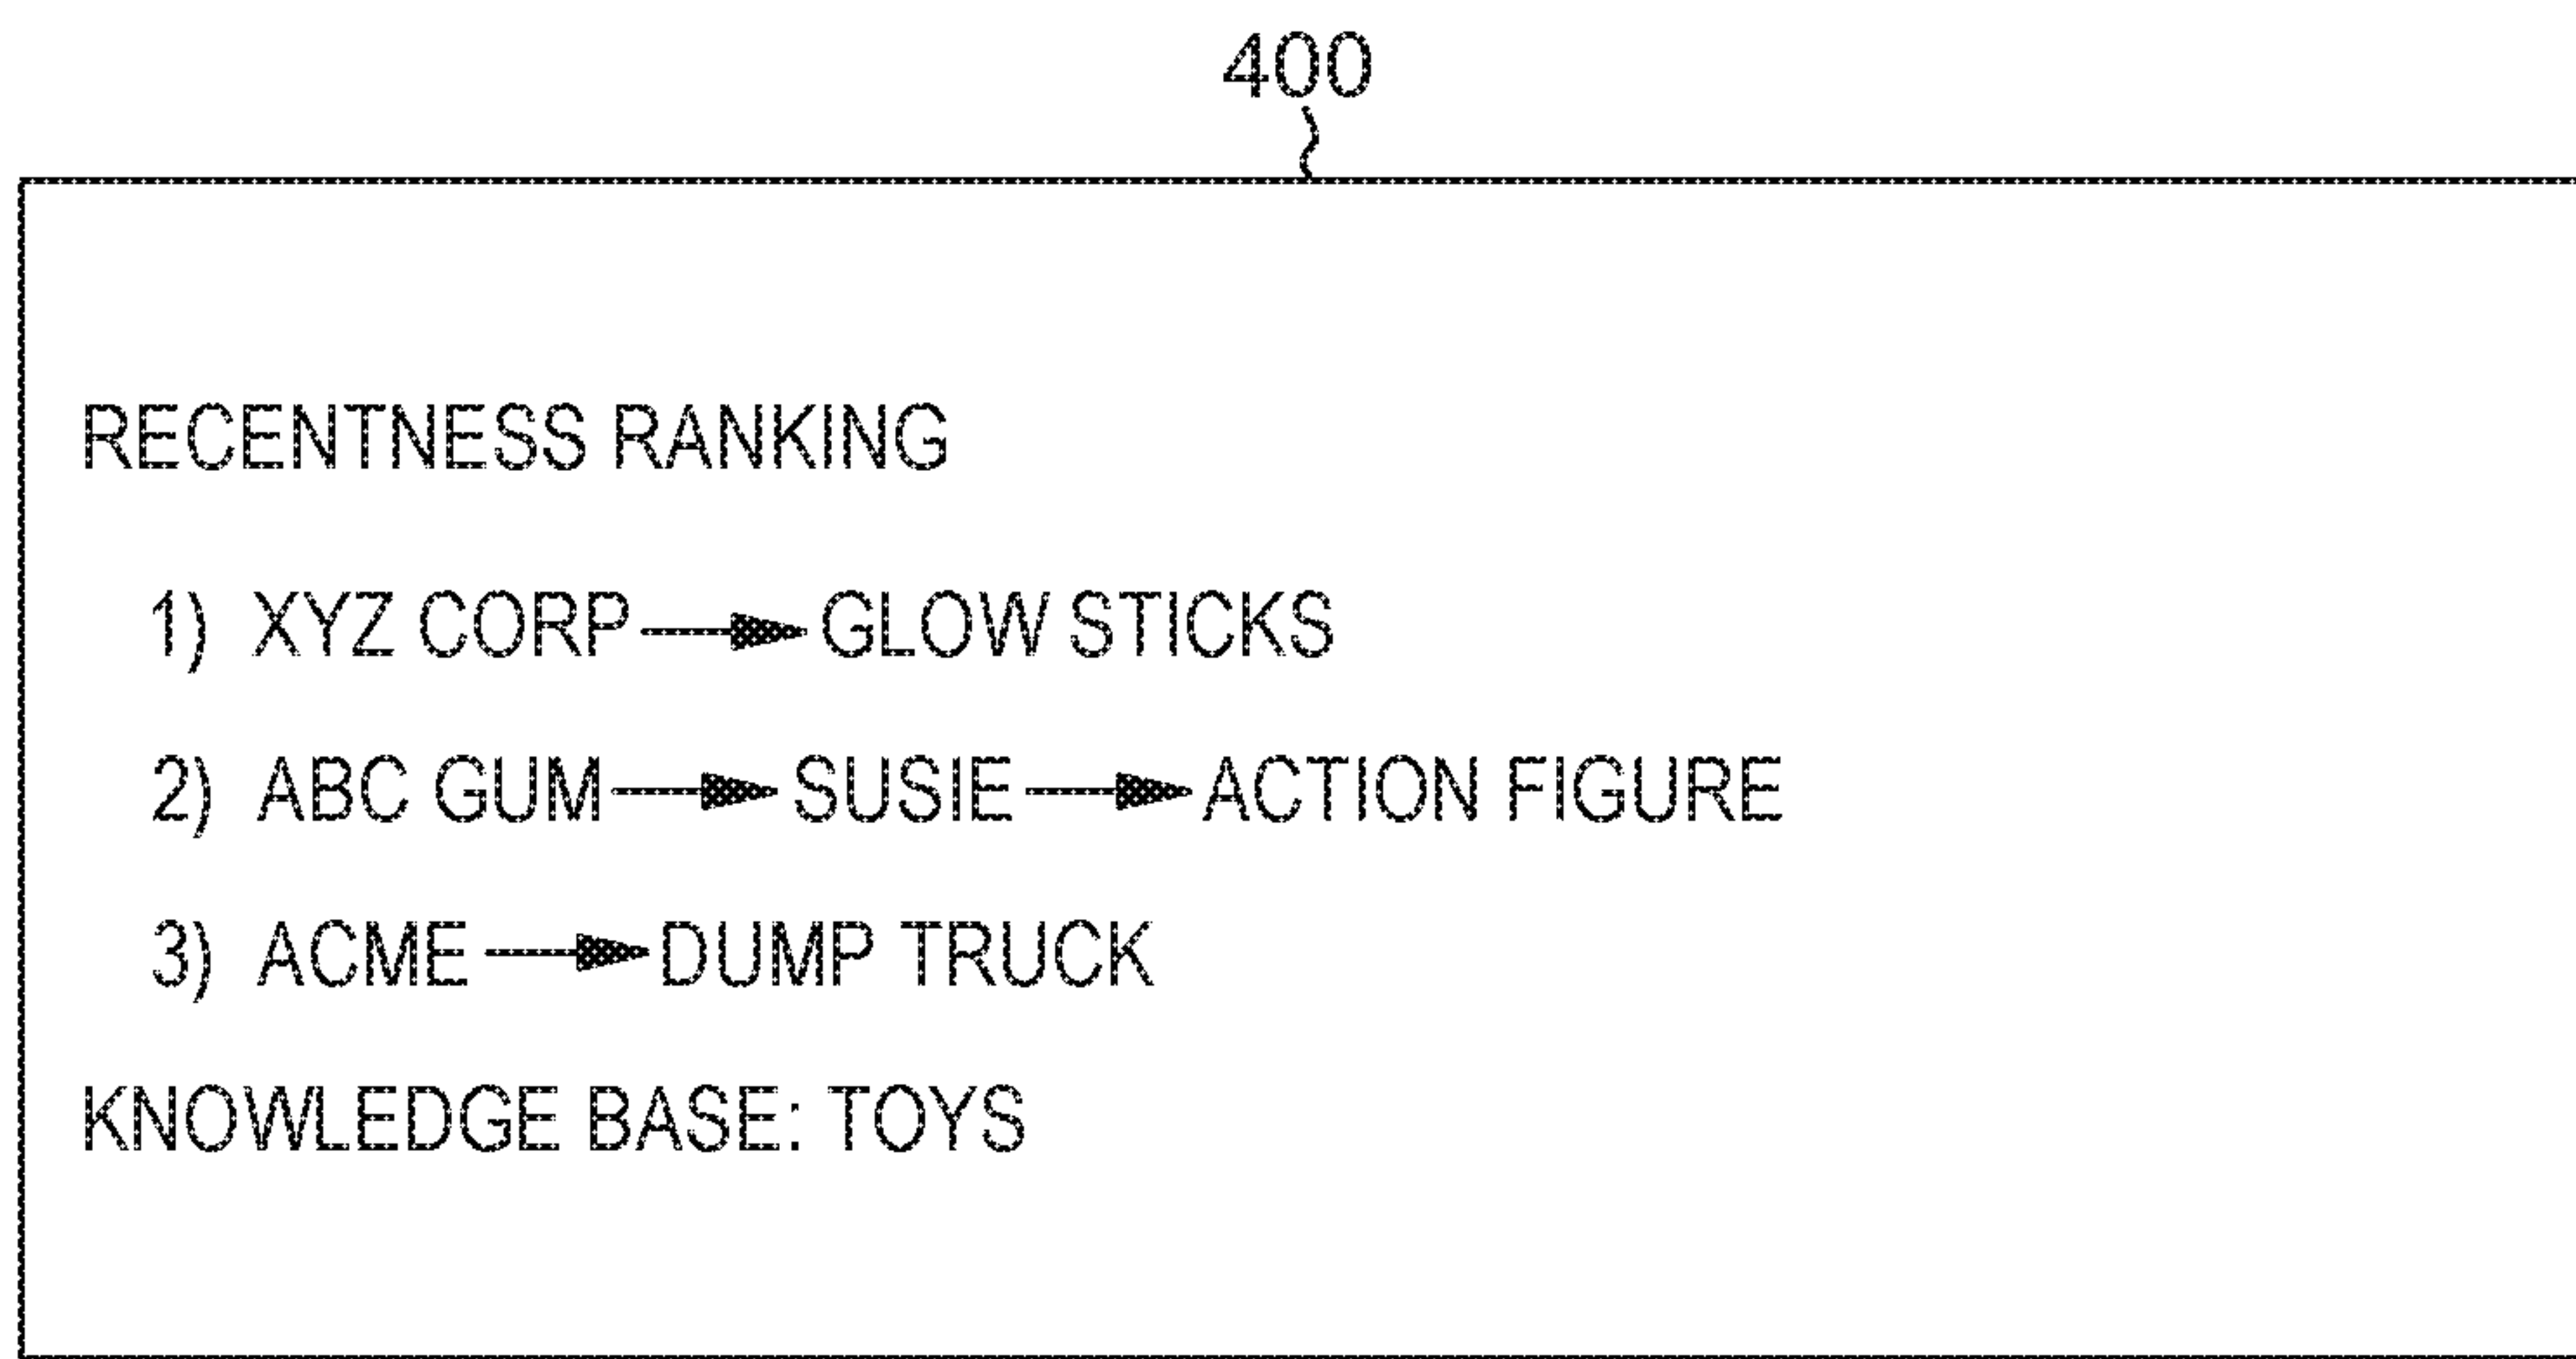 400
RECENTNESS RANKING
1) XYZ CORP → GLOW STICKS
2) ABC GUM → SUSIE → ACTION FIGURE
3) ACME → DUMP TRUCK
KNOWLEDGE BASE: TOYS